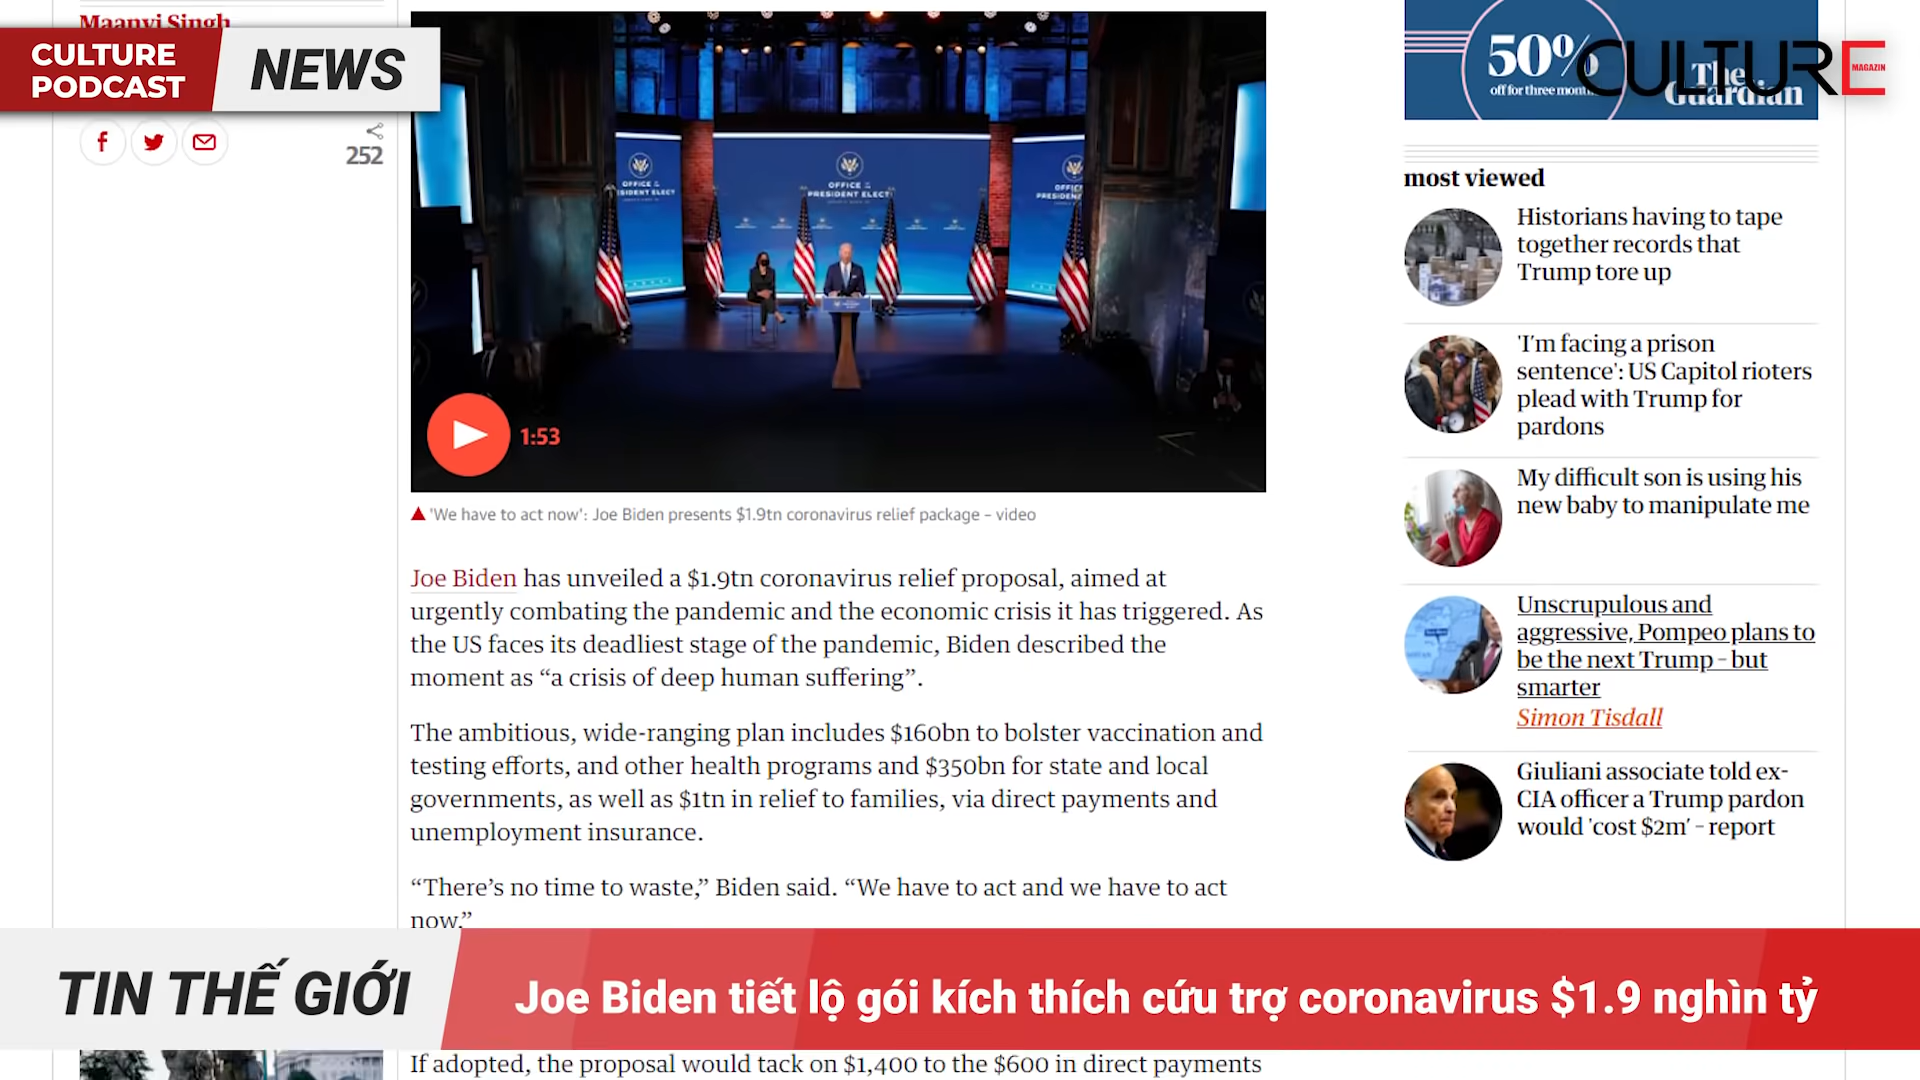 Maanvi Singh
CULTURE
PODCAST
NEWS
252
OFFICE OF THE
PRESIDENT ELECT
1:53
'We have to act now': Joe Biden presents $1.9tn coronavirus relief package – video
Joe Biden has unveiled a $1.9tn coronavirus relief proposal, aimed at
urgently combating the pandemic and the economic crisis it has triggered. As
the US faces its deadliest stage of the pandemic, Biden described the
moment as “a crisis of deep human suffering”.
The ambitious, wide-ranging plan includes $160bn to bolster vaccination and
testing efforts, and other health programs and $350bn for state and local
governments, as well as $1tn in relief to families, via direct payments and
unemployment insurance.
“There’s no time to waste,” Biden said. “We have to act and we have to act
now.”
If adopted, the proposal would tack on $1,400 to the $600 in direct payments
50%
off for three months
The
Guardian
CULTURE
MAGAZIN
most viewed
Historians having to tape
together records that
Trump tore up
'I’m facing a prison
sentence': US Capitol rioters
plead with Trump for
pardons
My difficult son is using his
new baby to manipulate me
Unscrupulous and
aggressive, Pompeo plans to
be the next Trump – but
smarter
Simon Tisdall
Giuliani associate told ex-
CIA officer a Trump pardon
would 'cost $2m' – report
TIN THẾ GIỚI
Joe Biden tiết lộ gói kích thích cứu trợ coronavirus $1.9 nghìn tỷ